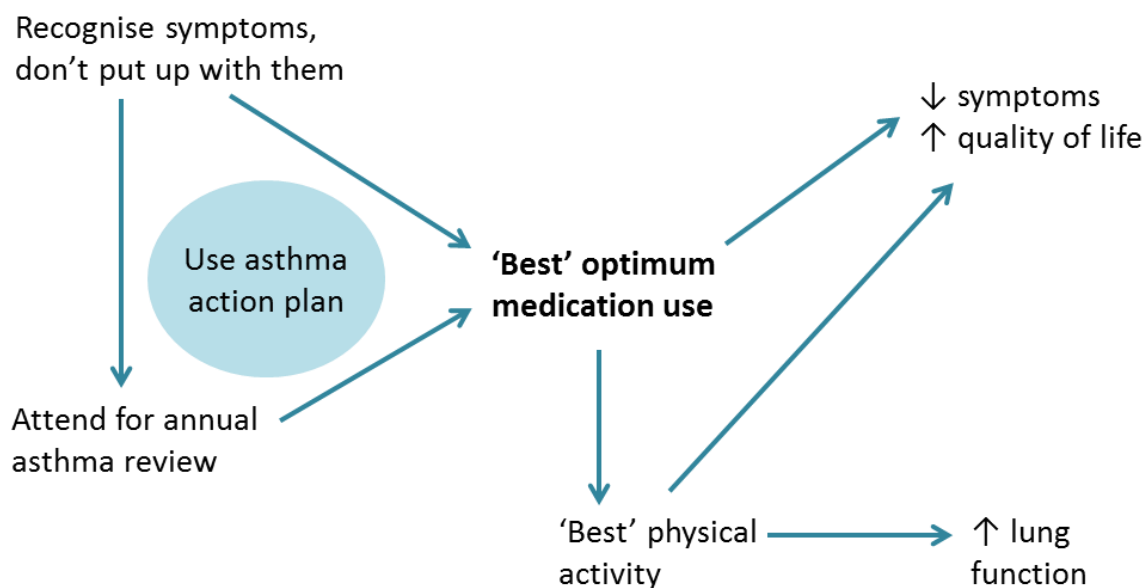 Recognise symptoms,
don’t put up with them
↓ symptoms
↑ quality of life
Use asthma
action plan
‘Best’ optimum
medication use
Attend for annual
asthma review
‘Best’ physical
activity
↑ lung
function